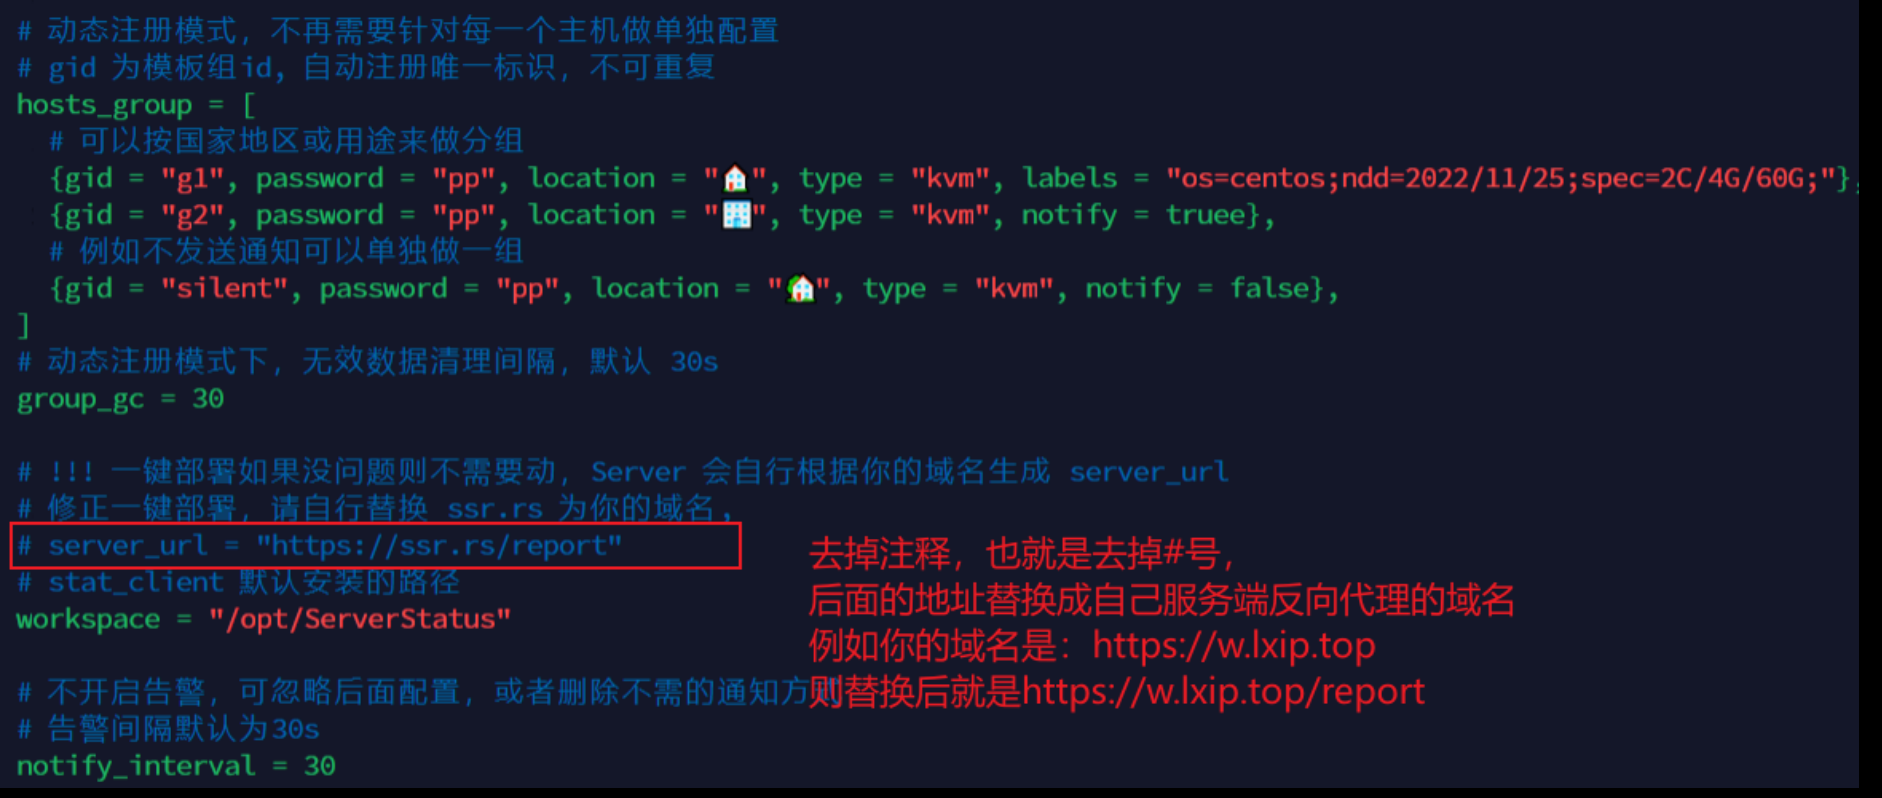 # 动态注册模式, 不再需要针对每一个主机做单独配置
# gid 为模板组id, 自动注册唯一标识, 不可重复
hosts_group = [
  # 可以按国家地区或用途来做分组
  {gid = "g1", password = "pp", location = "🏠", type = "kvm", labels = "os=centos;ndd=2022/11/25;spec=2C/4G/60G;"},
  {gid = "g2", password = "pp", location = "🏢", type = "kvm", notify = truee},
  # 例如不发送通知可以单独做一组
  {gid = "silent", password = "pp", location = "🏡", type = "kvm", notify = false},
]
# 动态注册模式下, 无效数据清理间隔, 默认 30s
group_gc = 30
# !!! 一键部署如果没问题则不需要动, Server 会自行根据你的域名生成 server_url
# 修正一键部署, 请自行替换 ssr.rs 为你的域名,
# server_url = "https://ssr.rs/report"
# stat_client 默认安装的路径
workspace = "/opt/ServerStatus"
去掉注释，也就是去掉#号，
后面的地址替换成自己服务端反向代理的域名
例如你的域名是：https://w.lxip.top
则替换后就是https://w.lxip.top/report
# 不开启告警, 可忽略后面配置, 或者删除不需的通知方式
# 告警间隔默认为30s
notify_interval = 30